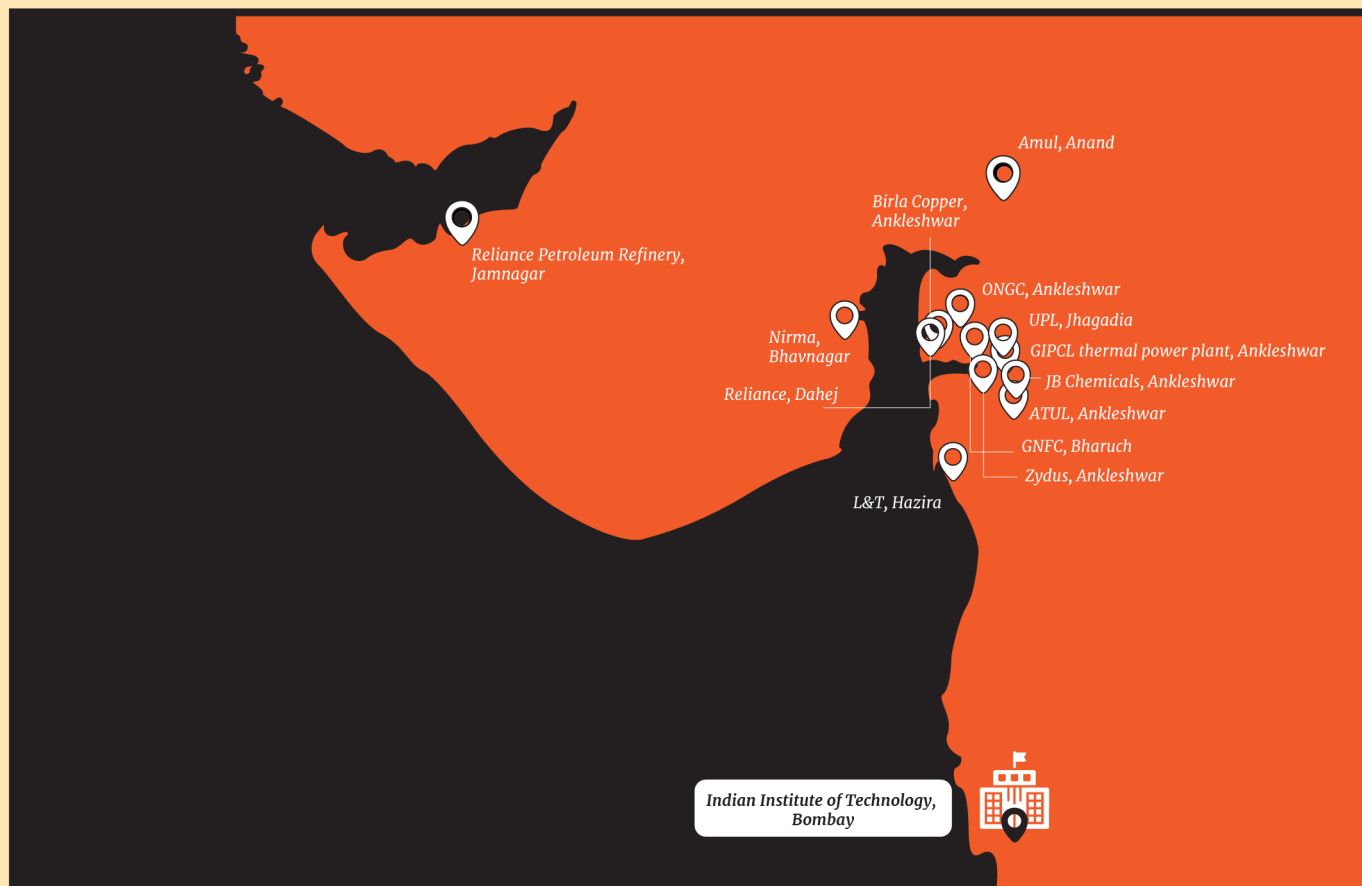 Amul, Anand
Birla Copper,
Ankleshwar
Reliance Petroleum Refinery,
Jamnagar
ONGC, Ankleshwar
UPL, Jhagadia
Nirma,
Bhavnagar
GIPCL thermal power plant, Ankleshwar
JB Chemicals, Ankleshwar
Reliance, Dahej
ATUL, Ankleshwar
GNFC, Bharuch
Zydus, Ankleshwar
L&T, Hazira
Indian Institute of Technology,
Bombay